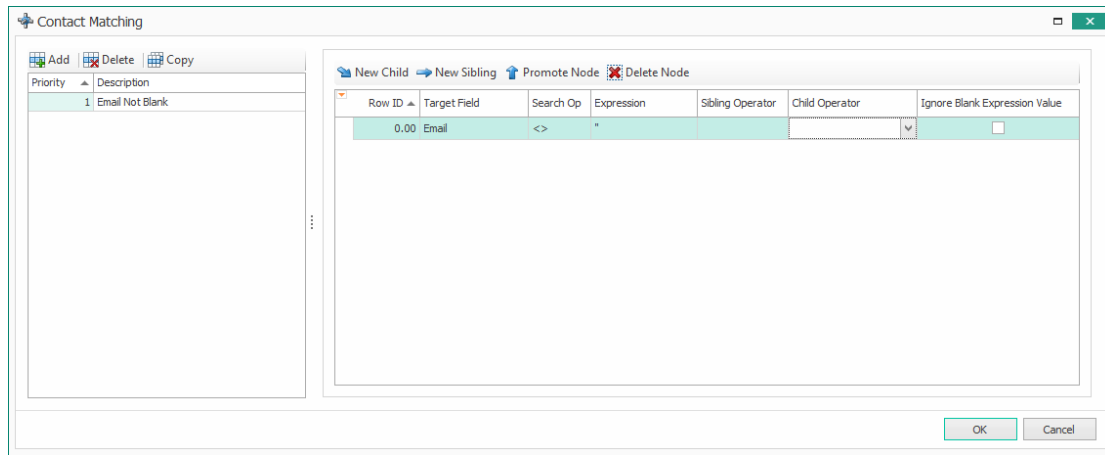 Contact Matching
Add Delete Copy
Priority Description
1 Email Not Blank
New Child New Sibling Promote Node Delete Node
Row ID Target Field Search Op Expression Sibling Operator Child Operator Ignore Blank Expression Value
0.00 Email <> ''
OK Cancel